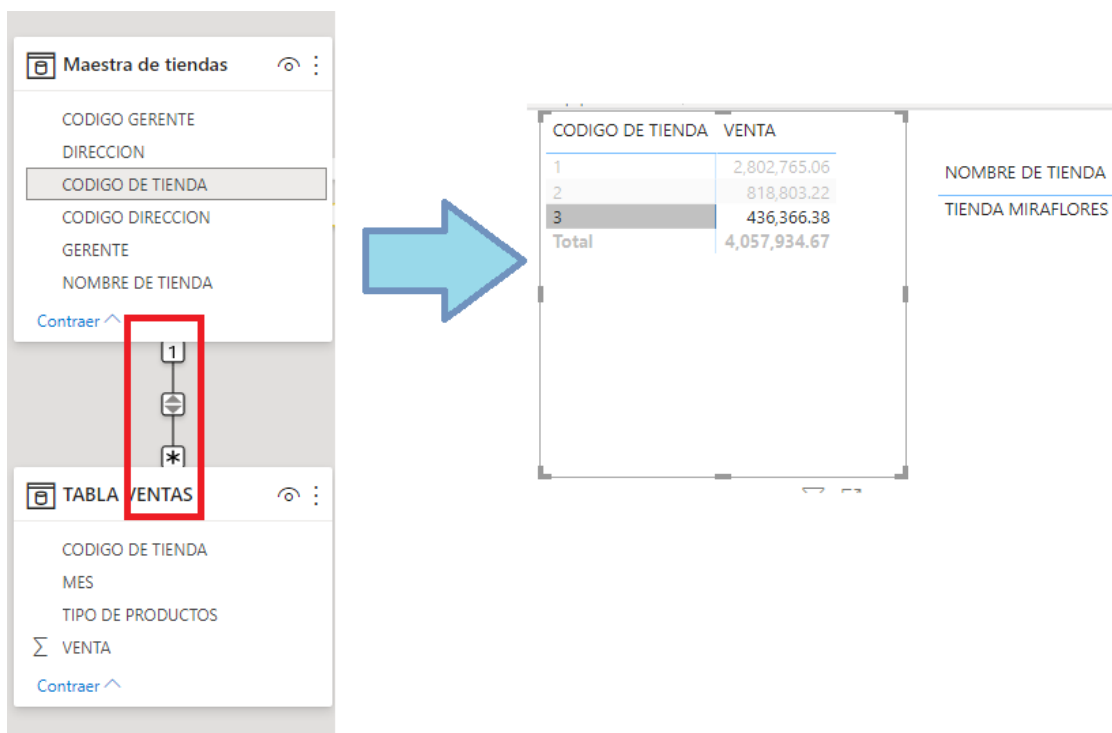 Maestra de tiendas
CODIGO GERENTE
DIRECCION
CODIGO DE TIENDA
CODIGO DIRECCION
GERENTE
NOMBRE DE TIENDA
Contraer
1
*
TABLA VENTAS
CODIGO DE TIENDA
MES
TIPO DE PRODUCTOS
∑ VENTA
Contraer
CODIGO DE TIENDA VENTA
1 2,802,765.06
2 818,803.22
3 436,366.38
Total 4,057,934.67
NOMBRE DE TIENDA
TIENDA MIRAFLORES